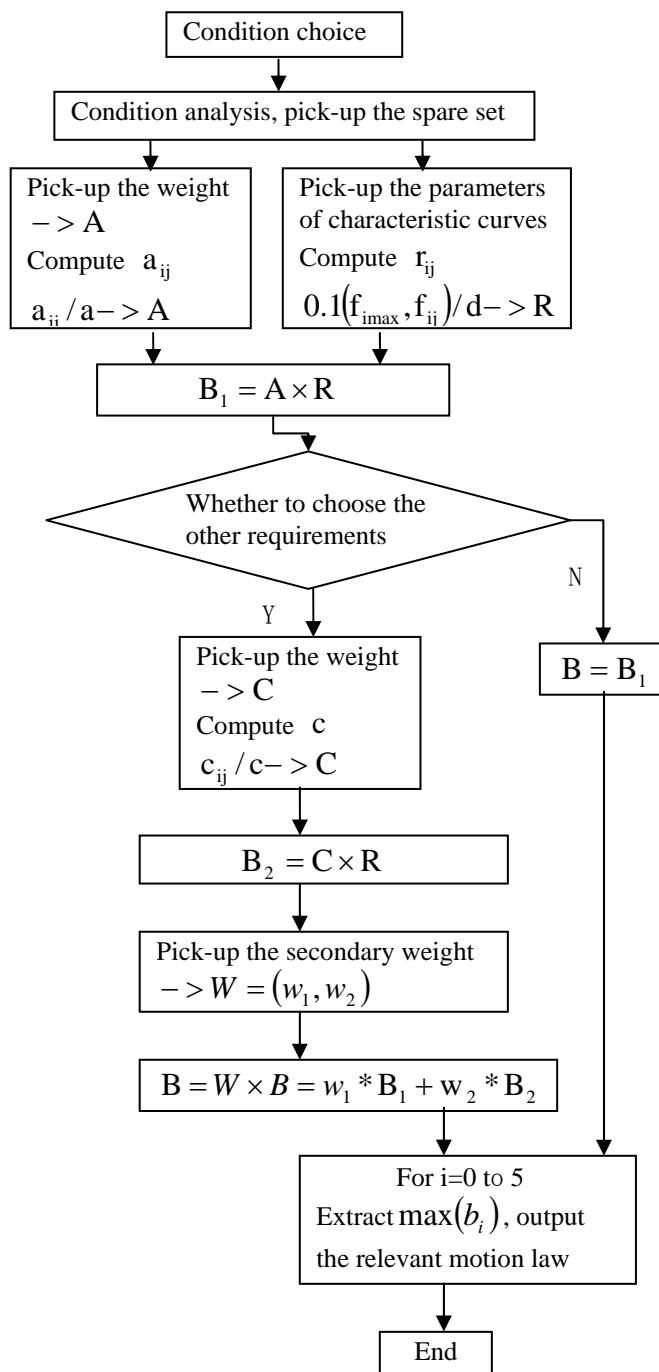 Condition choice
Condition analysis, pick-up the spare set
Pick-up the weight
−> A
Compute a_ij
a_ij / a−> A
Pick-up the parameters
of characteristic curves
Compute r_ij
0.1(f_imax, f_ij)/d−> R
B_1 = A × R
Whether to choose the
other requirements
N
Y
Pick-up the weight
−> C
Compute c
c_ij / c−> C
B = B_1
B_2 = C × R
Pick-up the secondary weight
−> W = (w_1, w_2)
B = W × B = w_1 * B_1 + w_2 * B_2
For i=0 to 5
Extract max(b_i), output
the relevant motion law
End